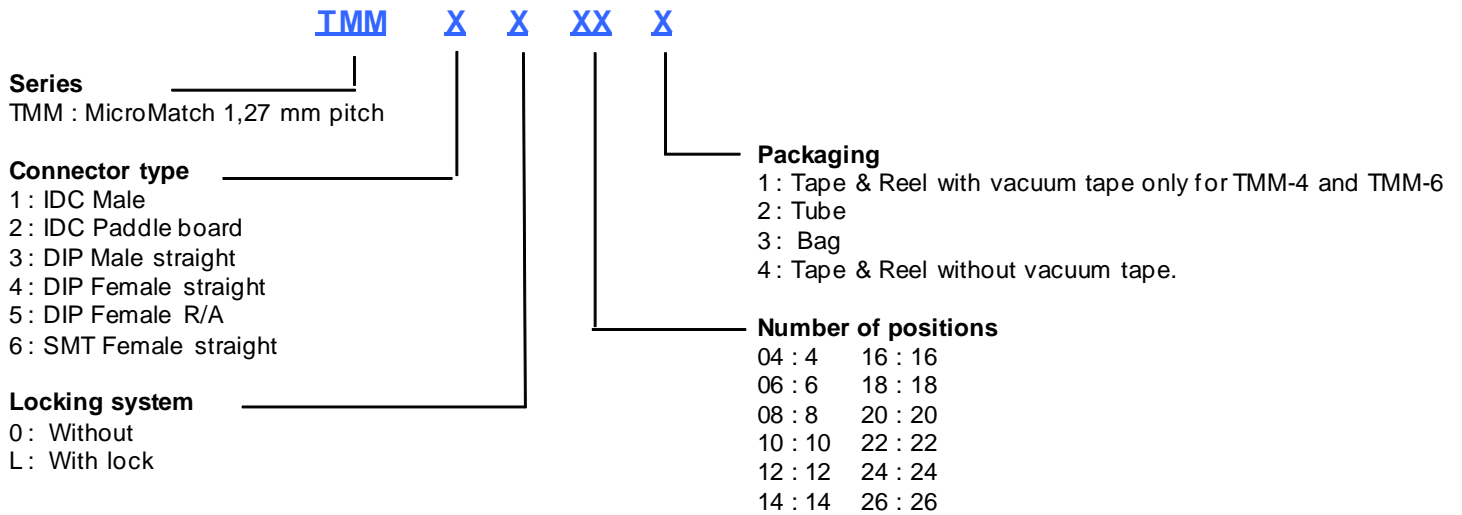 TMM X X XX X
Series
TMM : MicroMatch 1,27 mm pitch
Connector type
1 : IDC Male
2 : IDC Paddle board
3 : DIP Male straight
4 : DIP Female straight
5 : DIP Female R/A
6 : SMT Female straight
Locking system
0 : Without
L : With lock
Packaging
1 : Tape & Reel with vacuum tape only for TMM-4 and TMM-6
2 : Tube
3 : Bag
4 : Tape & Reel without vacuum tape.
Number of positions
04 : 4 16 : 16
06 : 6 18 : 18
08 : 8 20 : 20
10 : 10 22 : 22
12 : 12 24 : 24
14 : 14 26 : 26